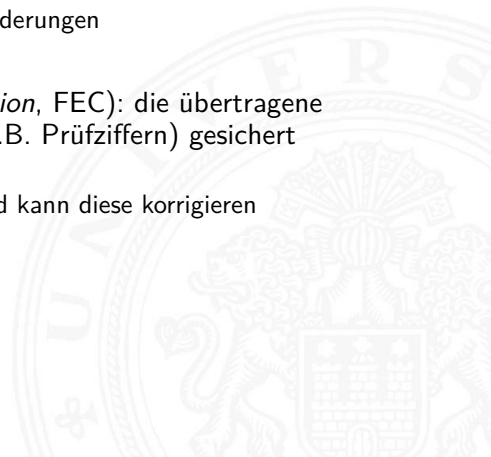 derungen
ion, FEC): die übertragene
.B. Prüfziffern) gesichert
d kann diese korrigieren